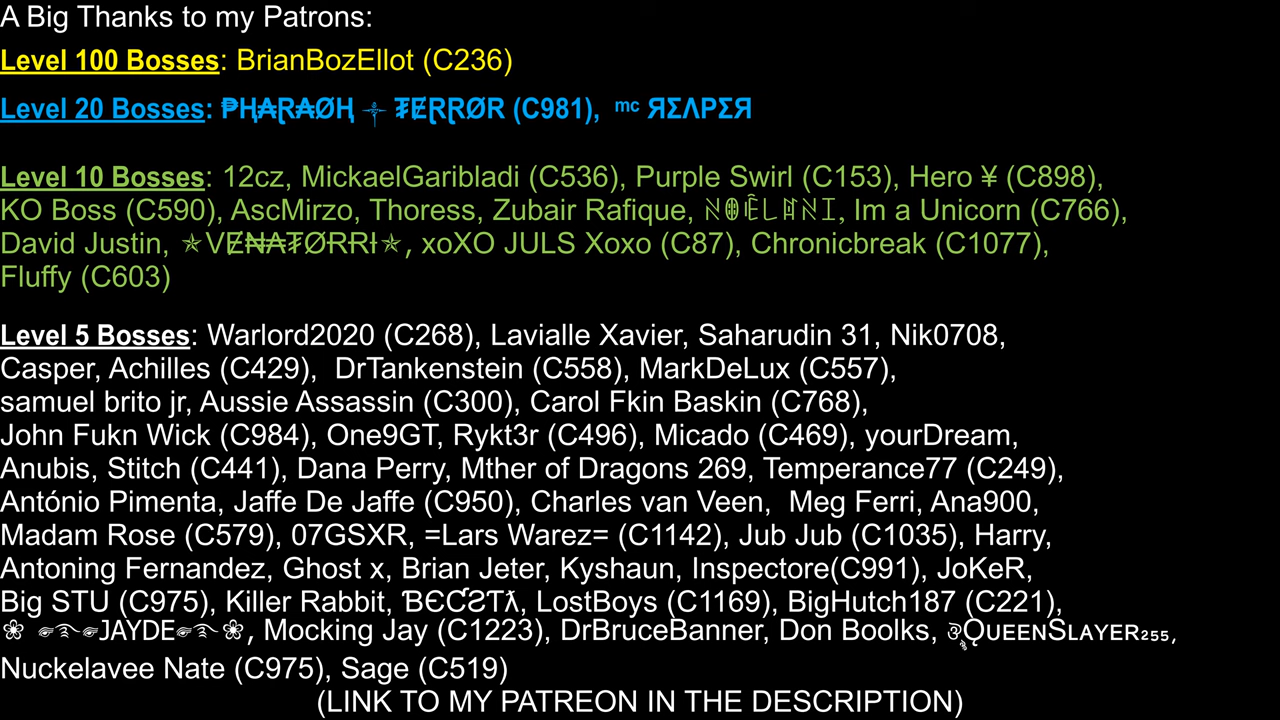 A Big Thanks to my Patrons:
Level 100 Bosses: BrianBozEllot (C236)
Level 20 Bosses: ₱Ⱨ₳Ɽ₳ØⱧ ⸎ ₮ɆⱤⱤØR (C981), ᵐᶜ ЯΣΛPΣЯ
Level 10 Bosses: 12cz, MickaelGaribladi (C536), Purple Swirl (C153), Hero ¥ (C898),
KO Boss (C590), AscMirzo, Thoress, Zubair Rafique, Im a Unicorn (C766),
David Justin, ✯VɆ₦₳₮ØɌɌƗ✯, xoXO JULS Xoxo (C87), Chronicbreak (C1077),
Fluffy (C603)
Level 5 Bosses: Warlord2020 (C268), Lavialle Xavier, Saharudin 31, Nik0708,
Casper, Achilles (C429), DrTankenstein (C558), MarkDeLux (C557),
samuel brito jr, Aussie Assassin (C300), Carol Fkin Baskin (C768),
John Fukn Wick (C984), One9GT, Rykt3r (C496), Micado (C469), yourDream,
Anubis, Stitch (C441), Dana Perry, Mther of Dragons 269, Temperance77 (C249),
António Pimenta, Jaffe De Jaffe (C950), Charles van Veen, Meg Ferri, Ana900,
Madam Rose (C579), 07GSXR, =Lars Warez= (C1142), Jub Jub (C1035), Harry,
Antoning Fernandez, Ghost x, Brian Jeter, Kyshaun, Inspectore(C991), JoKeR,
Big STU (C975), Killer Rabbit, ƁЄƇƧƬƛ, LostBoys (C1169), BigHutch187 (C221),
❀ ☜࿐☜JAYDE☜࿐❀, Mocking Jay (C1223), DrBruceBanner, Don Boolks, ঔৣQᴜᴇᴇɴSʟᴀʏᴇʀ₂₅₅,
Nuckelavee Nate (C975), Sage (C519)
(LINK TO MY PATREON IN THE DESCRIPTION)